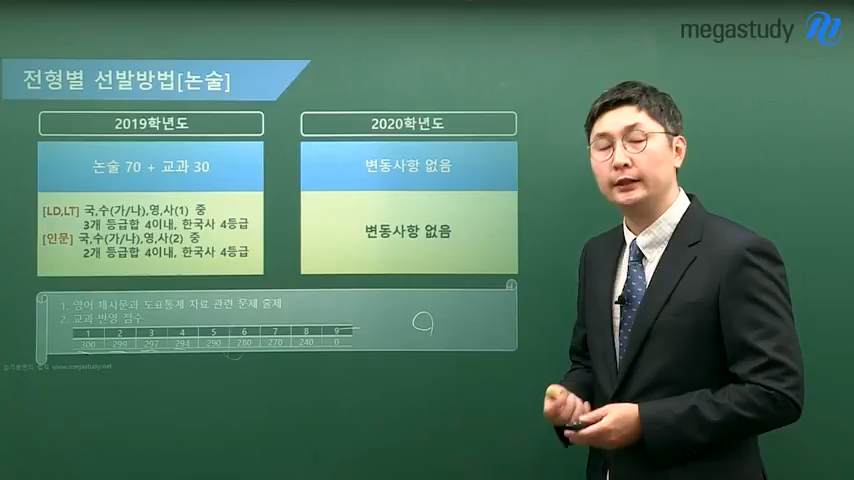 megastudy
전형별 선발방법[논술]
2019학년도
2020학년도
논술 70 + 교과 30
변동사항 없음
[LD,LT] 국,수(가/나),영,사(1) 중
3개 등급합 4이내, 한국사 4등급
[인문] 국,수(가/나),영,사(2) 중
2개 등급합 4이내, 한국사 4등급
변동사항 없음
1. 영어 제시문과 도표통계 자료 관련 문제 출제
2. 교과 반영 점수
1 2 3 4 5 6 7 8 9
300 299 297 294 290 280 270 240 0
www.megastudy.net